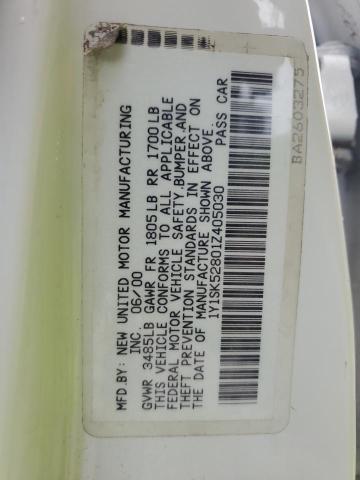 MFD BY: NEW UNITED MOTOR MANUFACTURING
INC. 06/00
GVWR 3485LB GAWR FR 1805LB RR 1700LB
THIS VEHICLE CONFORMS TO ALL APPLICABLE
FEDERAL MOTOR VEHICLE SAFETY,BUMPER,AND
THEFT PREVENTION STANDARDS IN EFFECT ON
THE DATE OF MANUFACTURE SHOWN ABOVE.
1Y1SK52801Z405030 PASS CAR
BA2603275